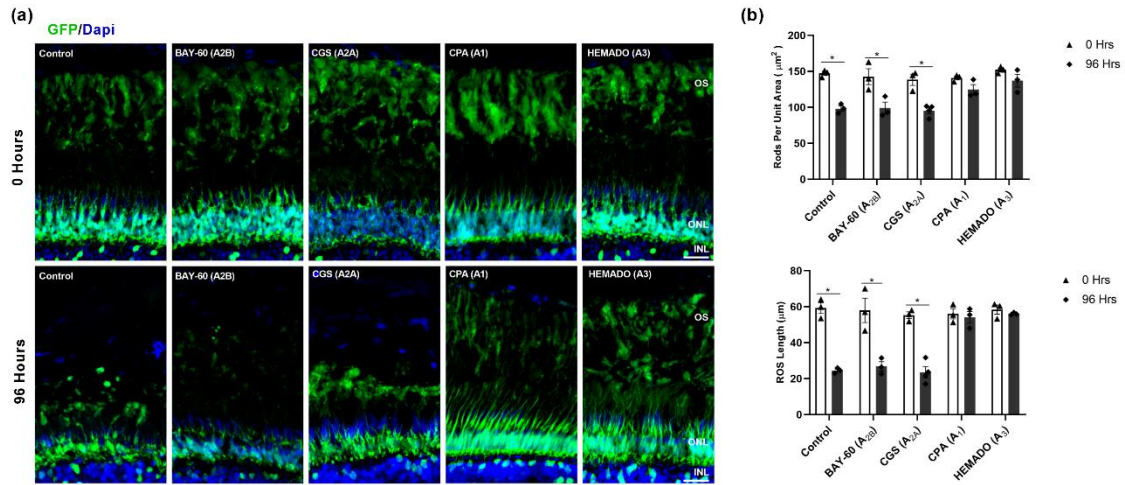 (a)
GFP/Dapi
Control
BAY-60 (A2B)
CGS (A2A)
CPA (A1)
HEMADO (A3)
OS
ONL
INL
0 Hours
Control
BAY-60 (A2B)
CGS (A2A)
CPA (A1)
HEMADO (A3)
OS
ONL
INL
96 Hours
(b)
Rods Per Unit Area ( μm²)
200
150
100
50
0
*
*
*
0 Hrs
96 Hrs
Control
BAY-60 (A₂B)
CGS (A₂A)
CPA (A₁)
HEMADO (A₃)
ROS Length (μm)
80
60
40
20
0
*
*
*
0 Hrs
96 Hrs
Control
BAY-60 (A₂B)
CGS (A₂A)
CPA (A₁)
HEMADO (A₃)